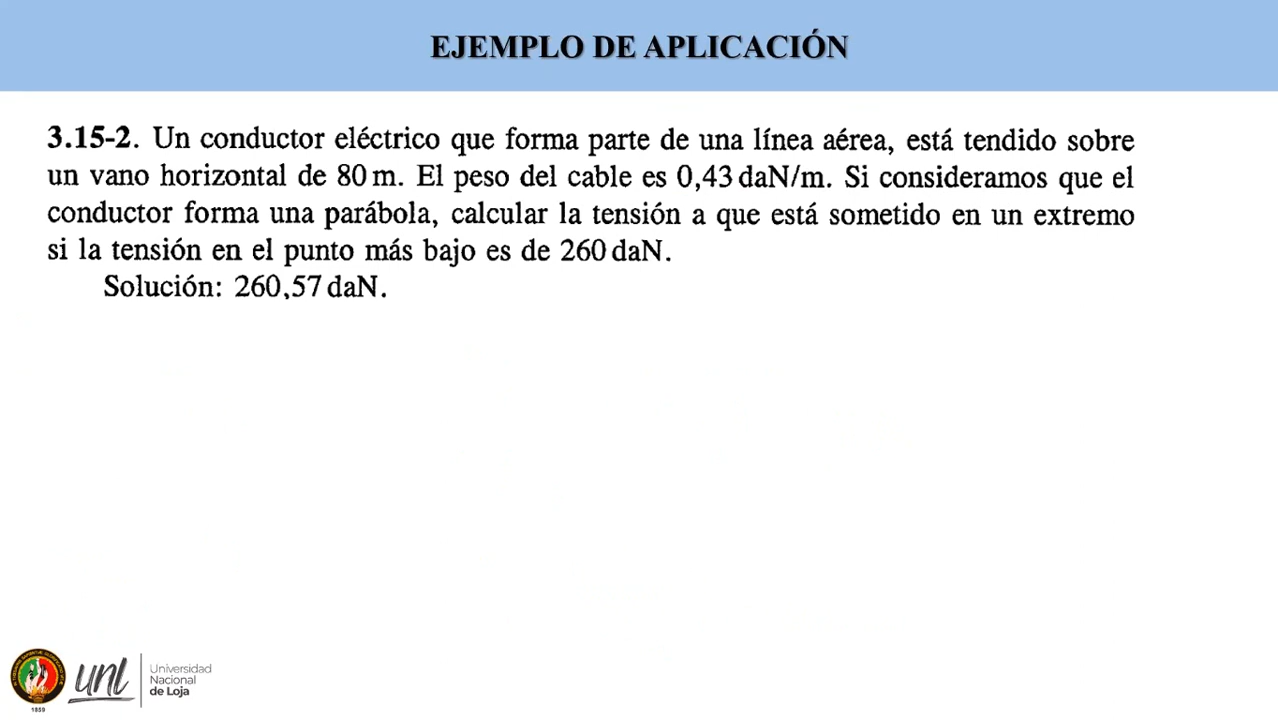 EJEMPLO DE APLICACIÓN
3.15-2. Un conductor eléctrico que forma parte de una línea aérea, está tendido sobre
un vano horizontal de 80 m. El peso del cable es 0,43 daN/m. Si consideramos que el
conductor forma una parábola, calcular la tensión a que está sometido en un extremo
si la tensión en el punto más bajo es de 260 daN.
Solución: 260,57 daN.
unl
Universidad
Nacional
de Loja
1859